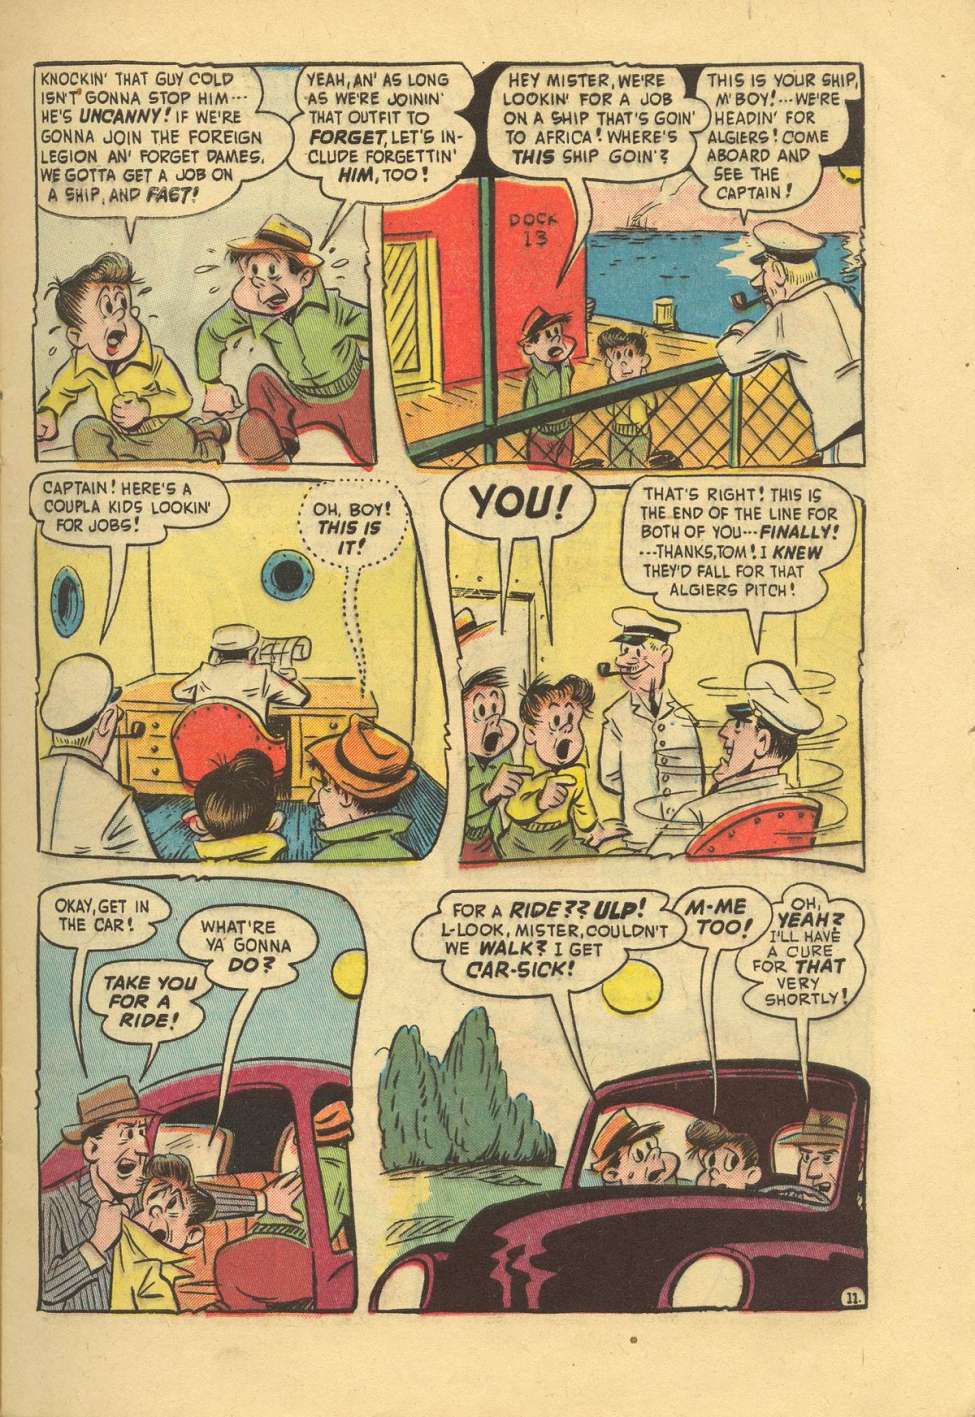 KNOCKIN' THAT GUY COLD
ISN'T GONNA STOP HIM---
HE'S UNCANNY! IF WE'RE
GONNA JOIN THE FOREIGN
LEGION AN' FORGET DAMES,
WE GOTTA GET A JOB ON
A SHIP, AND FAST!
YEAH, AN' AS LONG
AS WE'RE JOININ'
THAT OUTFIT TO
FORGET, LET'S IN-
CLUDE FORGETTIN'
HIM, TOO!
HEY MISTER, WE'RE
LOOKIN' FOR A JOB
ON A SHIP THAT'S GOIN'
TO AFRICA! WHERE'S
THIS SHIP GOIN'?
THIS IS YOUR SHIP,
M'BOY!---WE'RE
HEADIN' FOR
ALGIERS! COME
ABOARD AND
SEE THE
CAPTAIN!
DOCK
13
CAPTAIN! HERE'S A
COUPLA KIDS LOOKIN'
FOR JOBS!
OH, BOY!
THIS IS
IT!
YOU!
THAT'S RIGHT! THIS IS
THE END OF THE LINE FOR
BOTH OF YOU---FINALLY!
---THANKS, TOM! I KNEW
THEY'D FALL FOR THAT
ALGIERS PITCH!
OKAY, GET IN
THE CAR!
WHAT'RE
YA GONNA
DO?
TAKE YOU
FOR A
RIDE!
FOR A RIDE?? ULP!
L-LOOK, MISTER, COULDN'T
WE WALK? I GET
CAR-SICK!
M-ME
TOO!
OH,
YEAH?
I'LL HAVE
A CURE
FOR THAT
VERY
SHORTLY!
11.